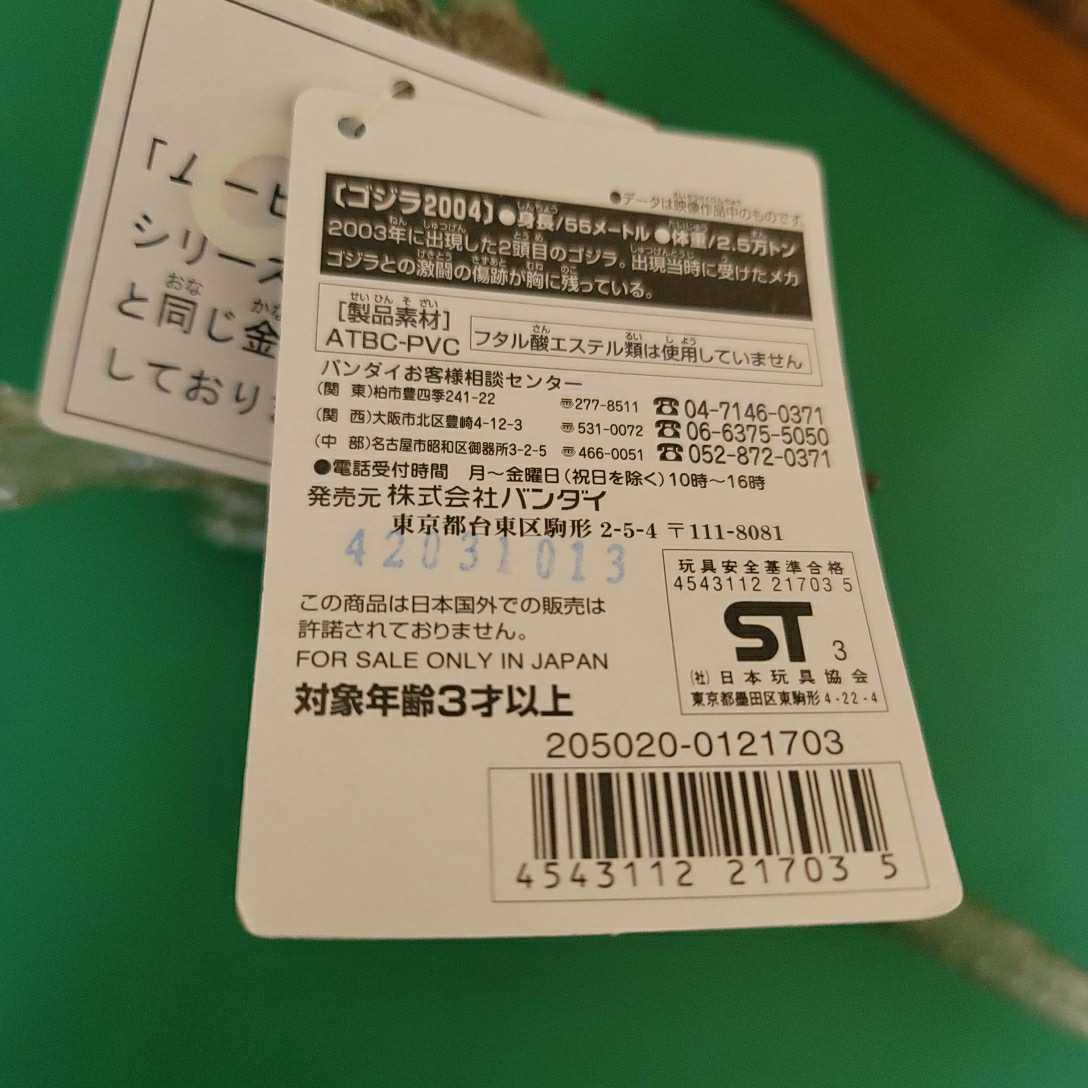 「ムービ
シリーズ
と同じ金
しており
●データは映像作品中のものです。
〔ゴジラ2004〕●身長/55メートル ●体重/2.5万トン
2003年に出現した2頭目のゴジラ。出現当時に受けたメカ
ゴジラとの激闘の傷跡が胸に残っている。
[製品素材]
ATBC-PVC
フタル酸エステル類は使用していません
バンダイお客様相談センター
(関 東)柏市豊四季241-22 〠277-8511 ☎04-7146-0371
(関 西)大阪市北区豊崎4-12-3 〠531-0072 ☎06-6375-5050
(中 部)名古屋市昭和区御器所3-2-5 〠466-0051 ☎052-872-0371
●電話受付時間 月〜金曜日(祝日を除く)10時〜16時
発売元 株式会社バンダイ
東京都台東区駒形 2-5-4 〒111-8081
42031013
この商品は日本国外での販売は
許諾されておりません。
FOR SALE ONLY IN JAPAN
対象年齢3才以上
玩具安全基準合格
4543112 21703 5
ST 3
(社)日本玩具協会
東京都墨田区東駒形4-22-4
205020-0121703
4543112 217035